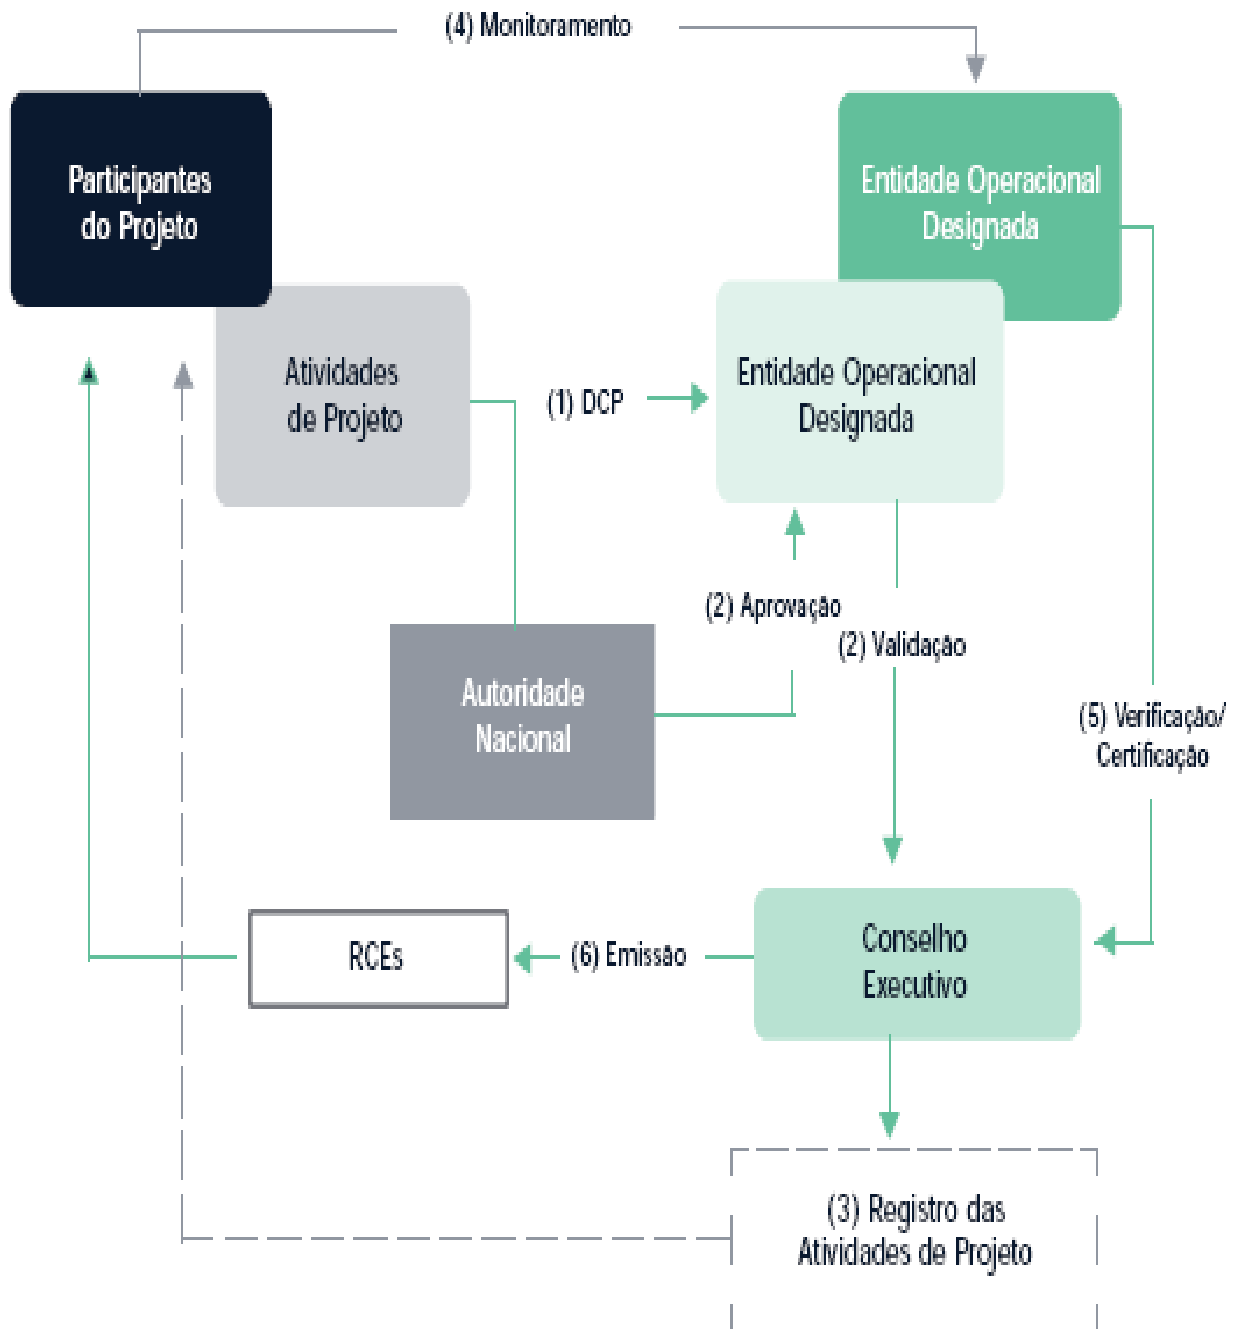 (4) Monitoramento
Participantes
do Projeto
Entidade Operacional
Designada
Atividades
de Projeto
(1) DCP
Entidade Operacional
Designada
(2) Aprovação
(2) Validação
Autoridade
Nacional
(5) Verificação/
Certificação
RCEs
(6) Emissão
Conselho
Executivo
(3) Registro das
Atividades de Projeto